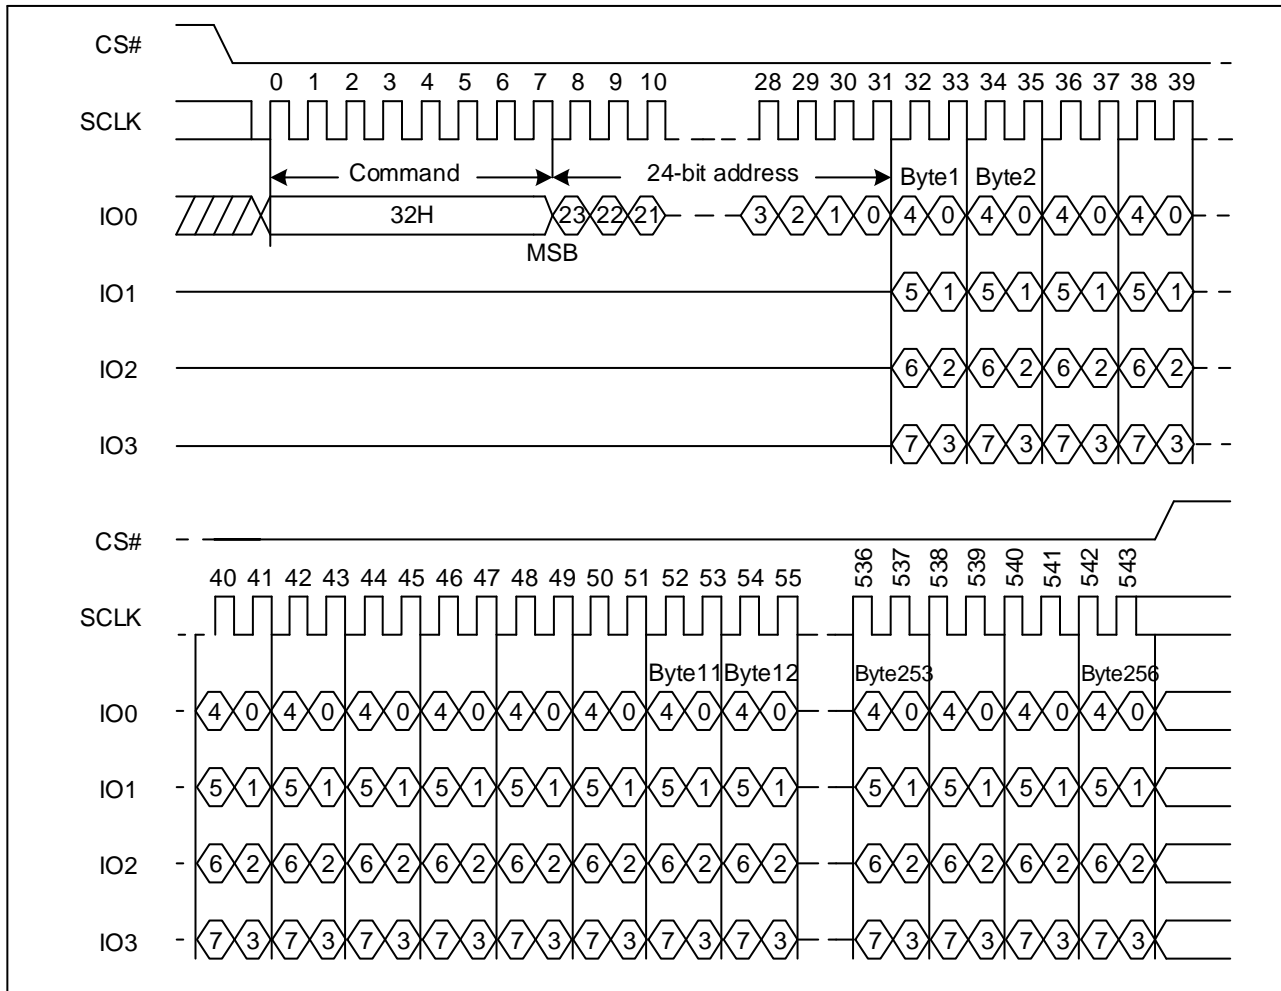 CS#
0 1 2 3 4 5 6 7 8 9 10 28 29 30 31 32 33 34 35 36 37 38 39
SCLK
Command 24-bit address Byte1 Byte2
IO0 32H 23 22 21 3 2 1 0 4 0 4 0 4 0 4 0
MSB
IO1 5 1 5 1 5 1 5 1
IO2 6 2 6 2 6 2 6 2
IO3 7 3 7 3 7 3 7 3
CS#
40 41 42 43 44 45 46 47 48 49 50 51 52 53 54 55 536 537 538 539 540 541 542 543
SCLK
Byte11 Byte12 Byte253 Byte256
IO0 4 0 4 0 4 0 4 0 4 0 4 0 4 0 4 0 4 0 4 0 4 0 4 0
IO1 5 1 5 1 5 1 5 1 5 1 5 1 5 1 5 1 5 1 5 1 5 1 5 1
IO2 6 2 6 2 6 2 6 2 6 2 6 2 6 2 6 2 6 2 6 2 6 2 6 2
IO3 7 3 7 3 7 3 7 3 7 3 7 3 7 3 7 3 7 3 7 3 7 3 7 3